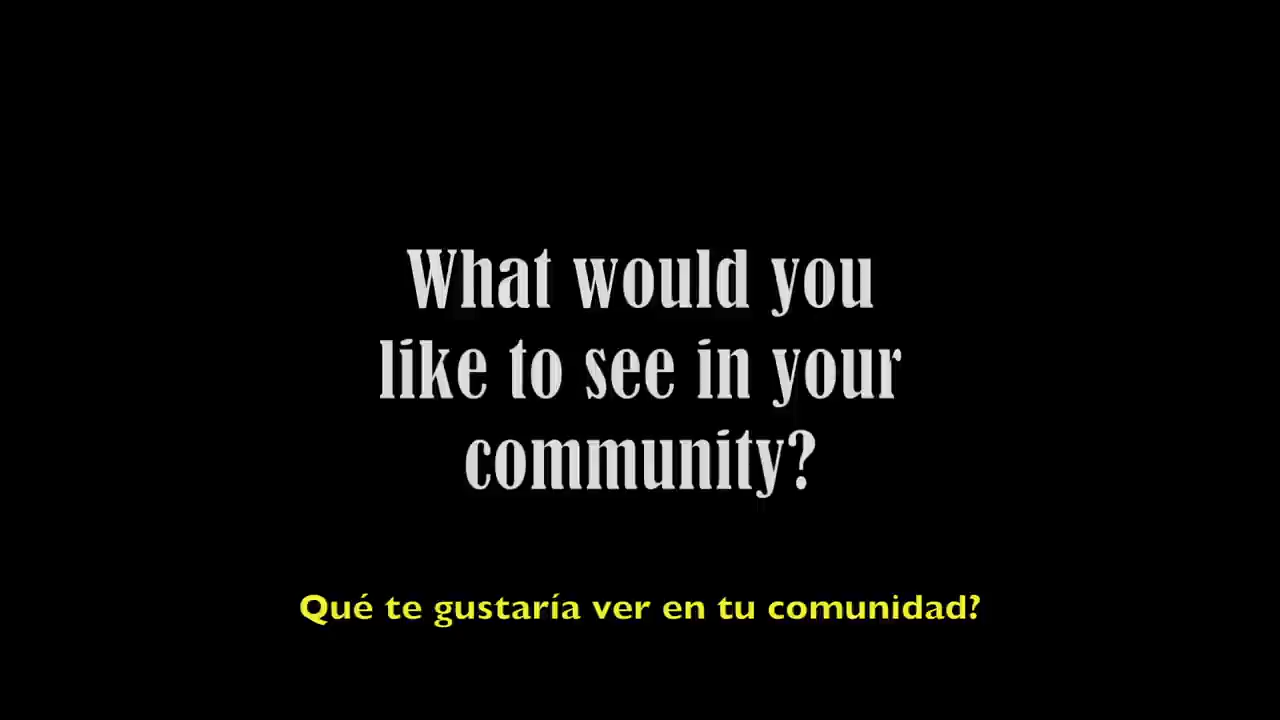 What would you
like to see in your
community?
Qué te gustaría ver en tu comunidad?